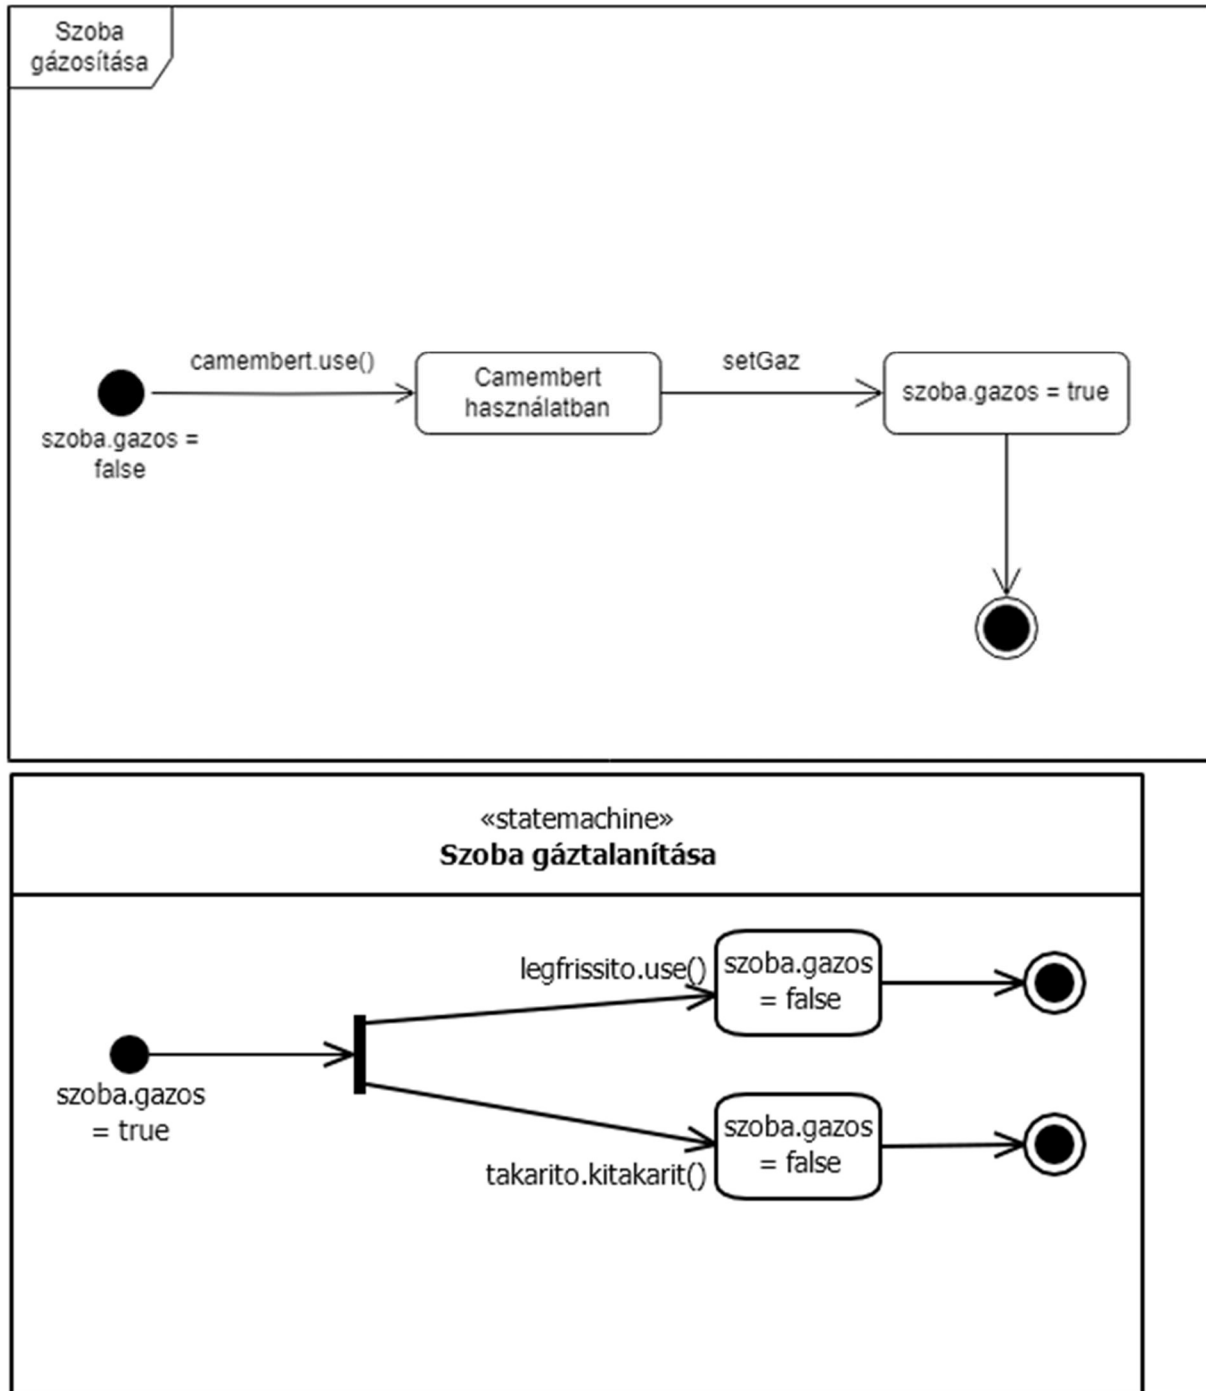 Szoba
gázosítása
camembert.use()
Camembert
használatban
setGaz
szoba.gazos = true
szoba.gazos =
false
«statemachine»
Szoba gáztalanítása
legfrissito.use()
szoba.gazos
= false
szoba.gazos
= true
takarito.kitakarit()
szoba.gazos
= false